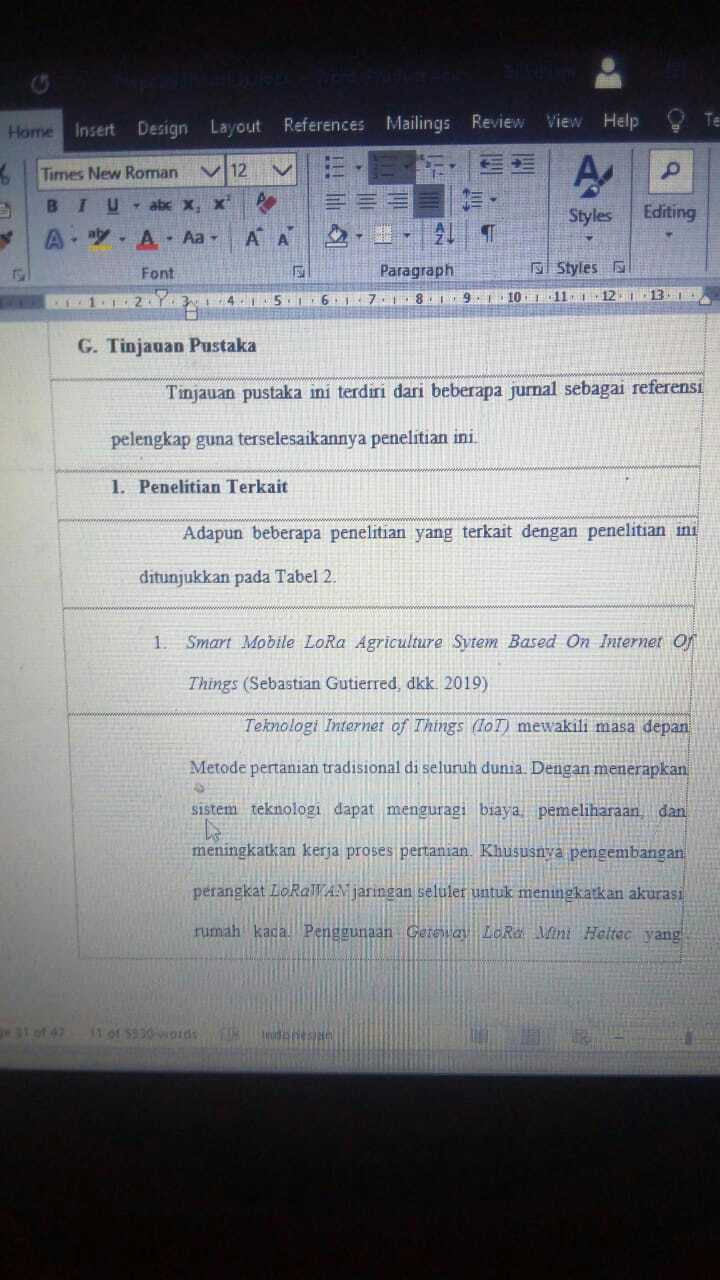 Home Insert Design Layout References Mailings Review View Help Te
Times New Roman 12
B I U abc X₂ X²
A aby A Aa A A
Styles
Editing
Font
Paragraph
Styles
1 2 3 4 5 6 7 8 9 10 11 12 13
G. Tinjauan Pustaka
Tinjauan pustaka ini terdiri dari beberapa jurnal sebagai referensi
pelengkap guna terselesaikannya penelitian ini.
1. Penelitian Terkait
Adapun beberapa penelitian yang terkait dengan penelitian ini
ditunjukkan pada Tabel 2.
1. Smart Mobile LoRa Agriculture Sytem Based On Internet Of
Things (Sebastian Gutierred, dkk. 2019)
Teknologi Internet of Things (IoT) mewakili masa depan
Metode pertanian tradisional di seluruh dunia. Dengan menerapkan
sistem teknologi dapat menguragi biaya, pemeliharaan, dan
meningkatkan kerja proses pertanian. Khususnya pengembangan
perangkat LoRaWAN jaringan seluler untuk meningkatkan akurasi
rumah kaca. Penggunaan Geteway LoRa Mini Heltec yang
ge 31 of 47 11 of 5930 words Indonesian